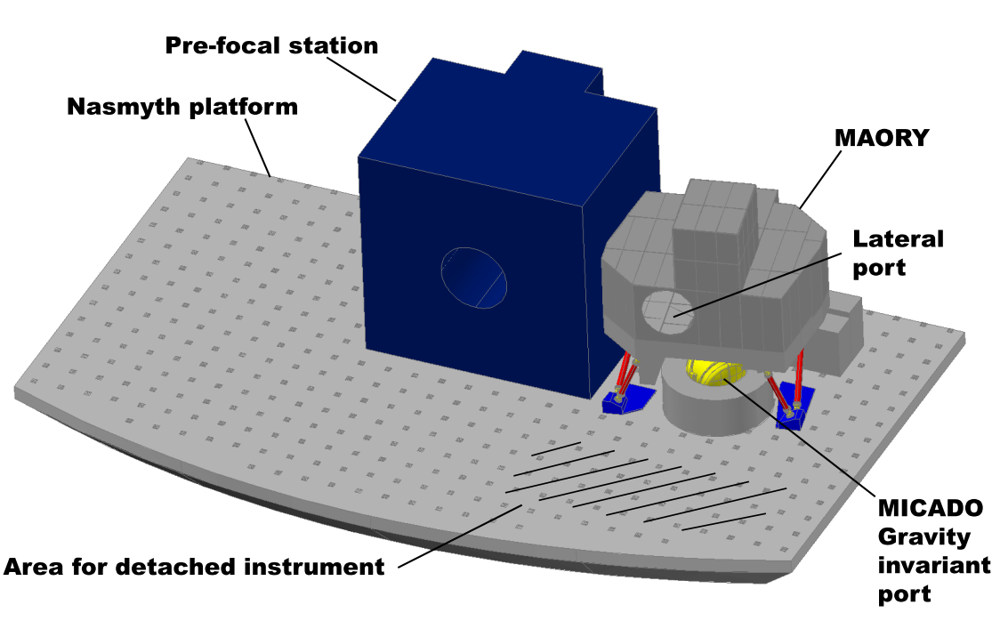 Pre-focal station
Nasmyth platform
MAORY
Lateral
port
MICADO
Gravity
invariant
port
Area for detached instrument